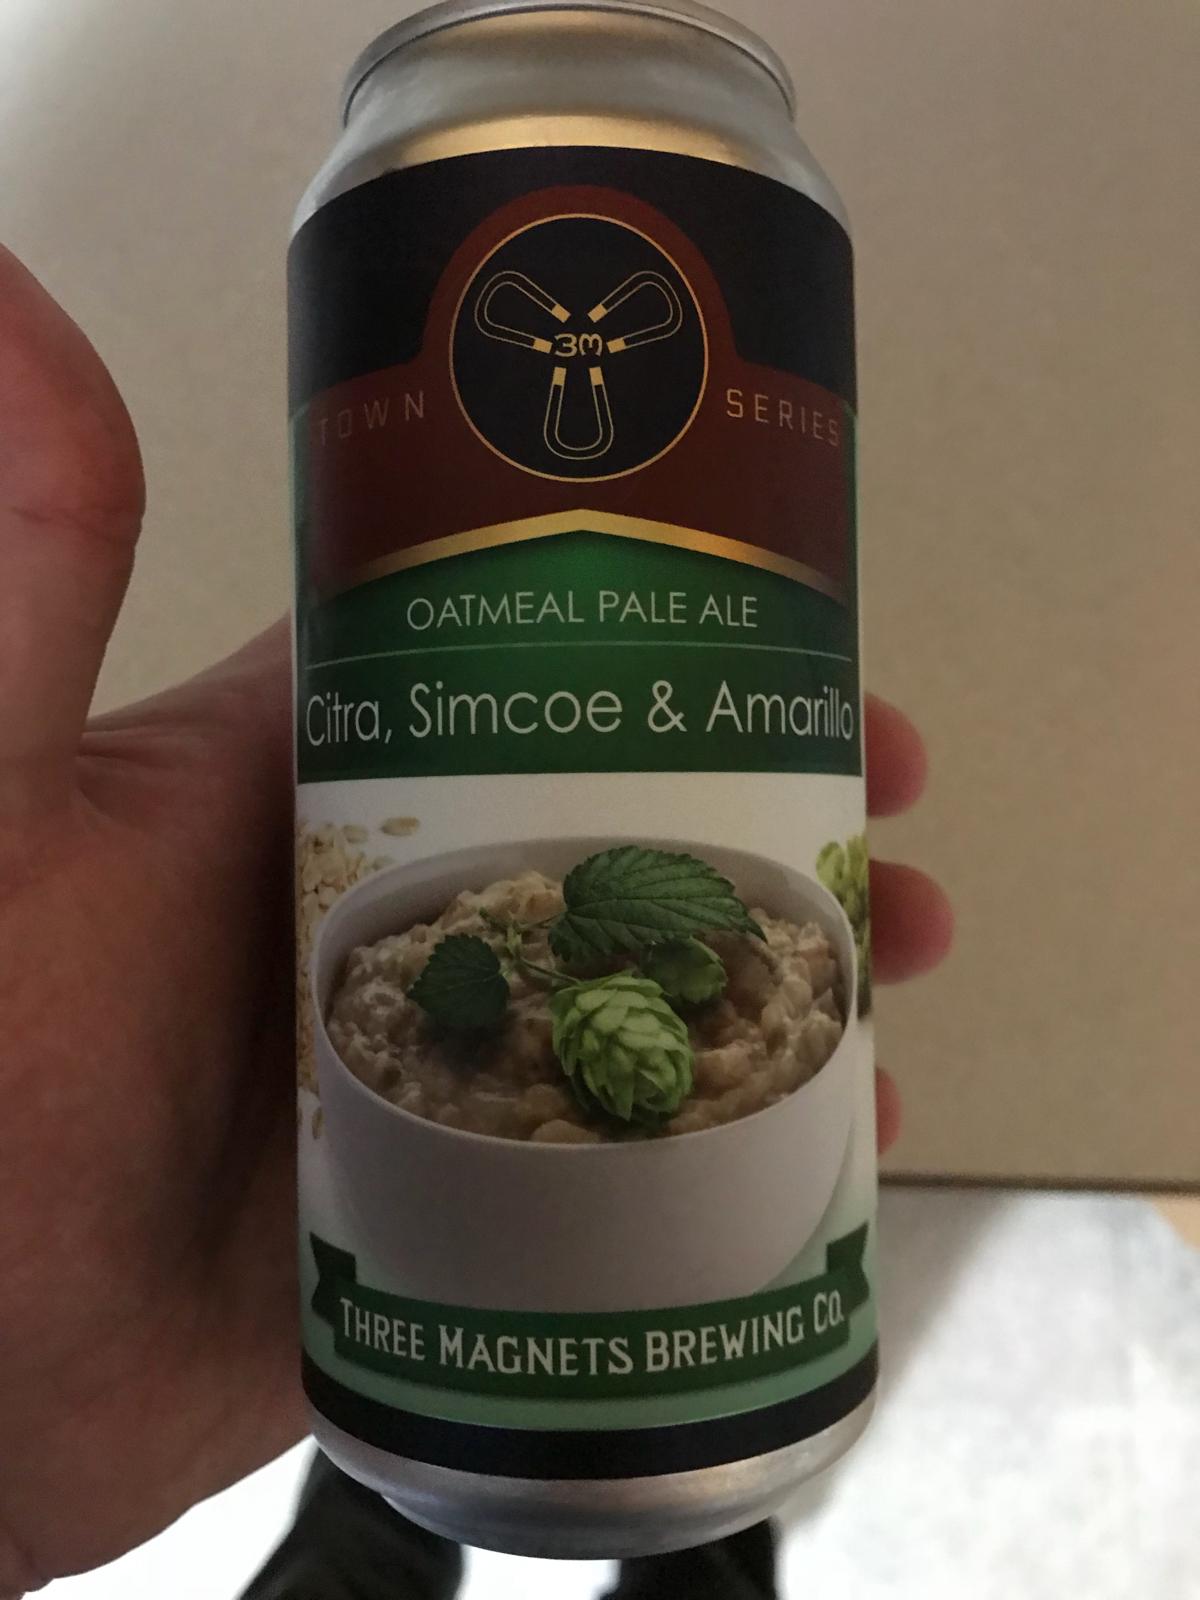 3M
TOWN SERIES
OATMEAL PALE ALE
Citra, Simcoe & Amarillo
THREE MAGNETS BREWING CO.